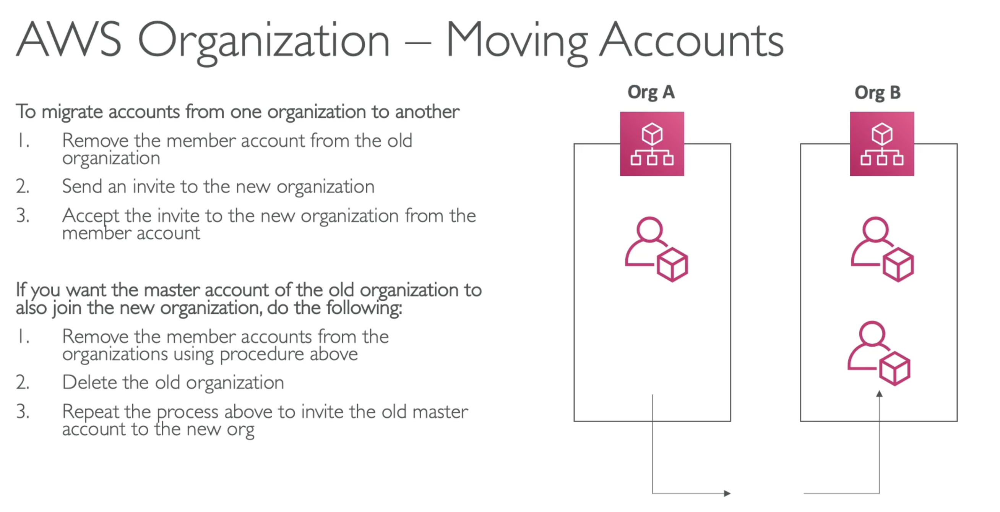 AWS Organization – Moving Accounts
To migrate accounts from one organization to another
1. Remove the member account from the old
organization
2. Send an invite to the new organization
3. Accept the invite to the new organization from the
member account
If you want the master account of the old organization to
also join the new organization, do the following:
1. Remove the member accounts from the
organizations using procedure above
2. Delete the old organization
3. Repeat the process above to invite the old master
account to the new org
Org A
Org B